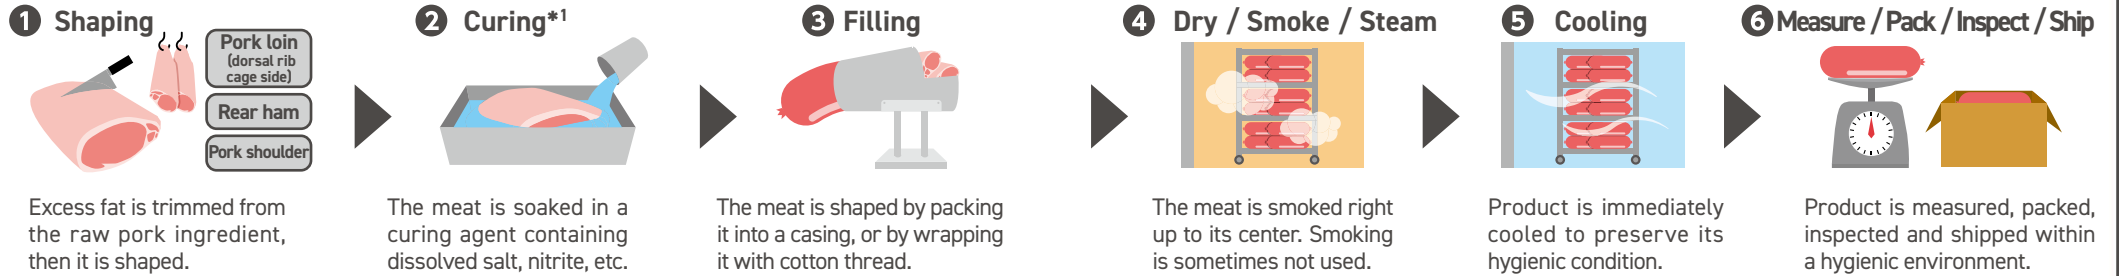 1 Shaping
Pork loin
(dorsal rib
cage side)
Rear ham
Pork shoulder
Excess fat is trimmed from
the raw pork ingredient,
then it is shaped.
2 Curing*1
The meat is soaked in a
curing agent containing
dissolved salt, nitrite, etc.
3 Filling
The meat is shaped by packing
it into a casing, or by wrapping
it with cotton thread.
4 Dry / Smoke / Steam
The meat is smoked right
up to its center. Smoking
is sometimes not used.
5 Cooling
Product is immediately
cooled to preserve its
hygienic condition.
6 Measure / Pack / Inspect / Ship
Product is measured, packed,
inspected and shipped within
a hygienic environment.